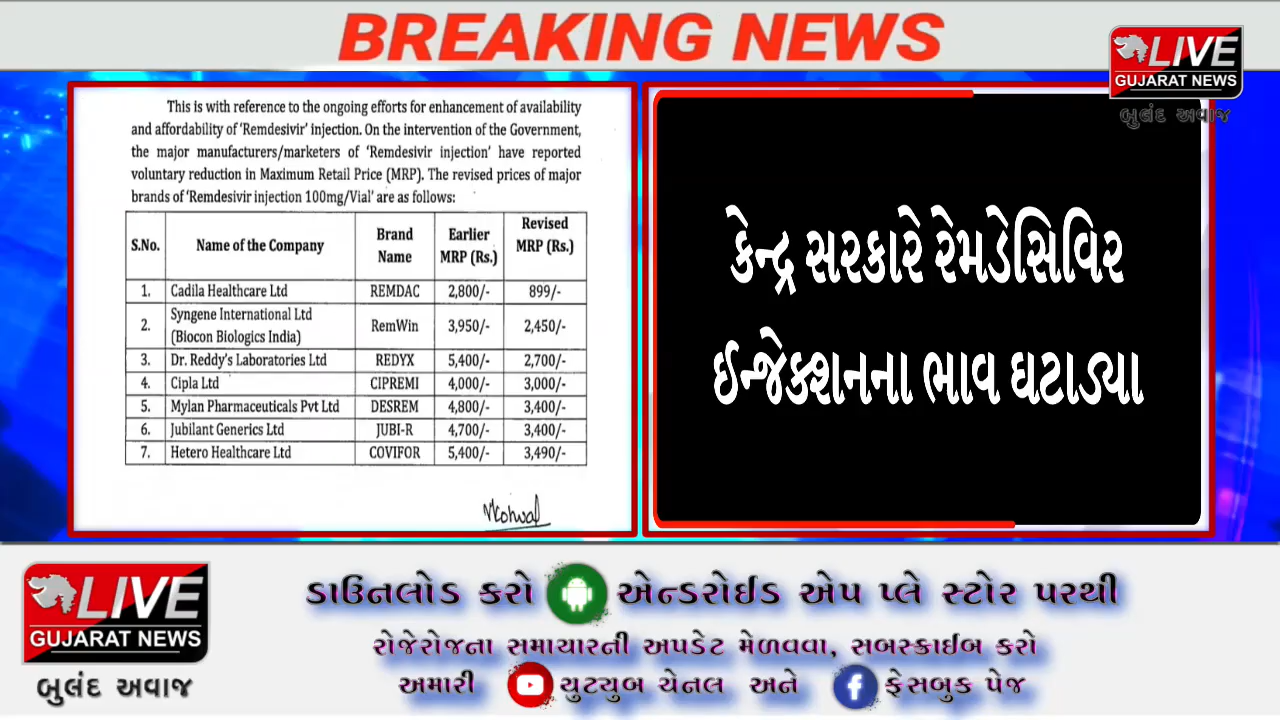 BREAKING NEWS
LIVE
GUJARAT NEWS
બુલંદ અવાજ
This is with reference to the ongoing efforts for enhancement of availability
and affordability of 'Remdesivir' injection. On the intervention of the Government,
the major manufacturers/marketers of 'Remdesivir injection' have reported
voluntary reduction in Maximum Retail Price (MRP). The revised prices of major
brands of 'Remdesivir injection 100mg/Vial' are as follows:
S.No. Name of the Company Brand Name Earlier MRP (Rs.) Revised MRP (Rs.)
1. Cadila Healthcare Ltd REMDAC 2,800/- 899/-
2. Syngene International Ltd (Biocon Biologics India) RemWin 3,950/- 2,450/-
3. Dr. Reddy's Laboratories Ltd REDYX 5,400/- 2,700/-
4. Cipla Ltd CIPREMI 4,000/- 3,000/-
5. Mylan Pharmaceuticals Pvt Ltd DESREM 4,800/- 3,400/-
6. Jubilant Generics Ltd JUBI-R 4,700/- 3,400/-
7. Hetero Healthcare Ltd COVIFOR 5,400/- 3,490/-
કેન્દ્ર સરકારે રેમડેસિવિર
ઈન્જેક્શનના ભાવ ઘટાડ્યા
LIVE
GUJARAT NEWS
બુલંદ અવાજ
ડાઉનલોડ કરો એન્ડરોઈડ એપ પ્લે સ્ટોર પરથી
રોજેરોજના સમાચારની અપડેટ મેળવવા, સબસ્ક્રાઈબ કરો
અમારી યુટયુબ ચેનલ અને ફેસબુક પેજ